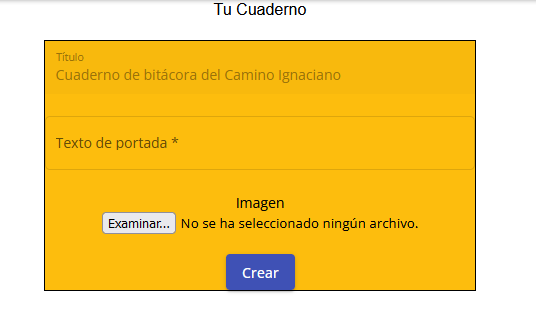 Tu Cuaderno
Título
Cuaderno de bitácora del Camino Ignaciano
Texto de portada *
Imagen
Examinar... No se ha seleccionado ningún archivo.
Crear